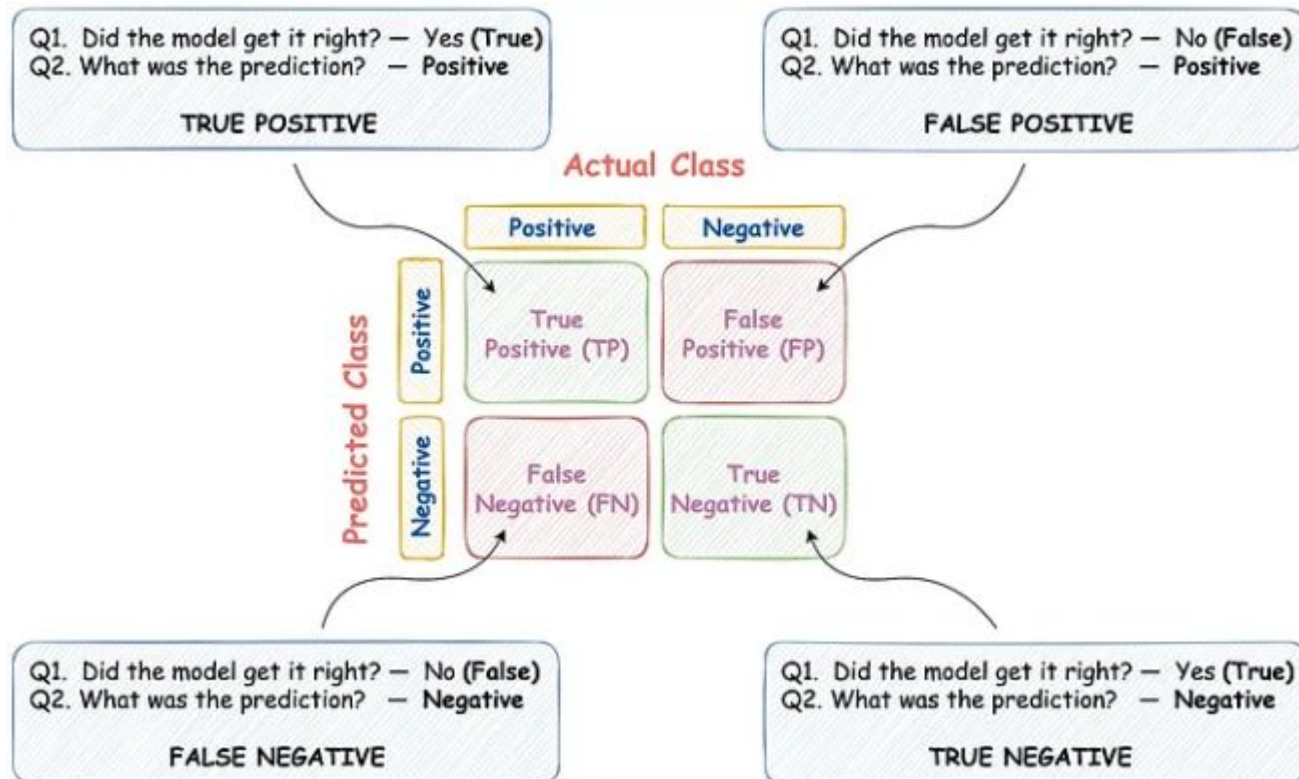 Q1. Did the model get it right? — Yes (True)
Q2. What was the prediction? — Positive
TRUE POSITIVE
Q1. Did the model get it right? — No (False)
Q2. What was the prediction? — Positive
FALSE POSITIVE
Actual Class
Positive
Negative
Predicted Class
Positive
True
Positive (TP)
False
Positive (FP)
Negative
False
Negative (FN)
True
Negative (TN)
Q1. Did the model get it right? — No (False)
Q2. What was the prediction? — Negative
FALSE NEGATIVE
Q1. Did the model get it right? — Yes (True)
Q2. What was the prediction? — Negative
TRUE NEGATIVE